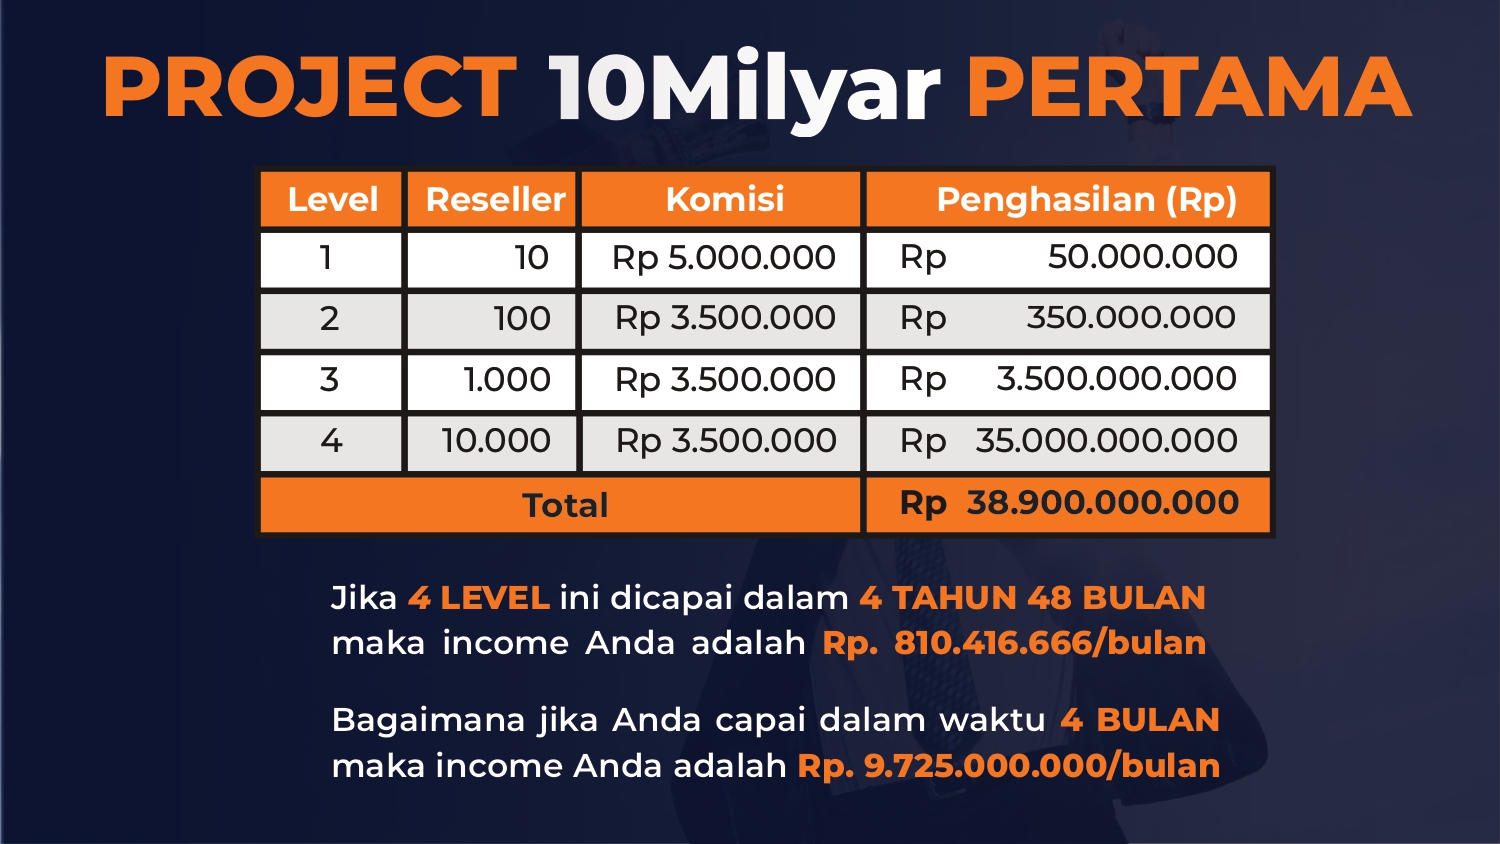 PROJECT 10Milyar PERTAMA
Level Reseller Komisi Penghasilan (Rp)
1 10 Rp 5.000.000 Rp 50.000.000
2 100 Rp 3.500.000 Rp 350.000.000
3 1.000 Rp 3.500.000 Rp 3.500.000.000
4 10.000 Rp 3.500.000 Rp 35.000.000.000
Total Rp 38.900.000.000
Jika 4 LEVEL ini dicapai dalam 4 TAHUN 48 BULAN
maka income Anda adalah Rp. 810.416.666/bulan
Bagaimana jika Anda capai dalam waktu 4 BULAN
maka income Anda adalah Rp. 9.725.000.000/bulan